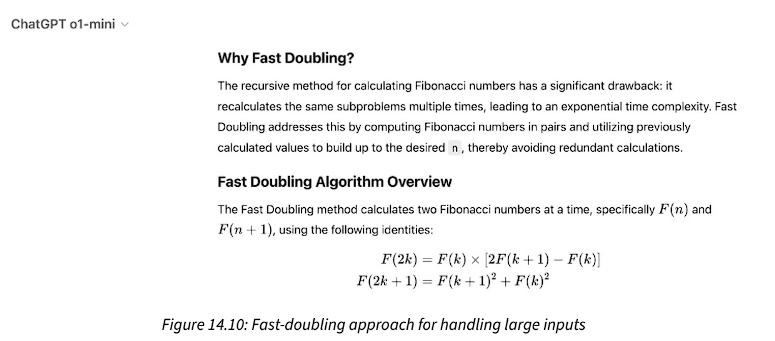 ChatGPT o1-mini
Why Fast Doubling?
The recursive method for calculating Fibonacci numbers has a significant drawback: it
recalculates the same subproblems multiple times, leading to an exponential time complexity. Fast
Doubling addresses this by computing Fibonacci numbers in pairs and utilizing previously
calculated values to build up to the desired n, thereby avoiding redundant calculations.
Fast Doubling Algorithm Overview
The Fast Doubling method calculates two Fibonacci numbers at a time, specifically F(n) and
F(n + 1), using the following identities:
F(2k) = F(k) × [2F(k + 1) − F(k)]
F(2k + 1) = F(k + 1)² + F(k)²
Figure 14.10: Fast-doubling approach for handling large inputs